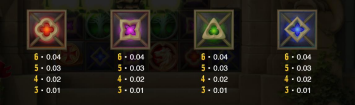 6 • 0.04 6 • 0.04 6 • 0.04 6 • 0.04
5 • 0.03 5 • 0.03 5 • 0.03 5 • 0.03
4 • 0.02 4 • 0.02 4 • 0.02 4 • 0.02
3 • 0.01 3 • 0.01 3 • 0.01 3 • 0.01